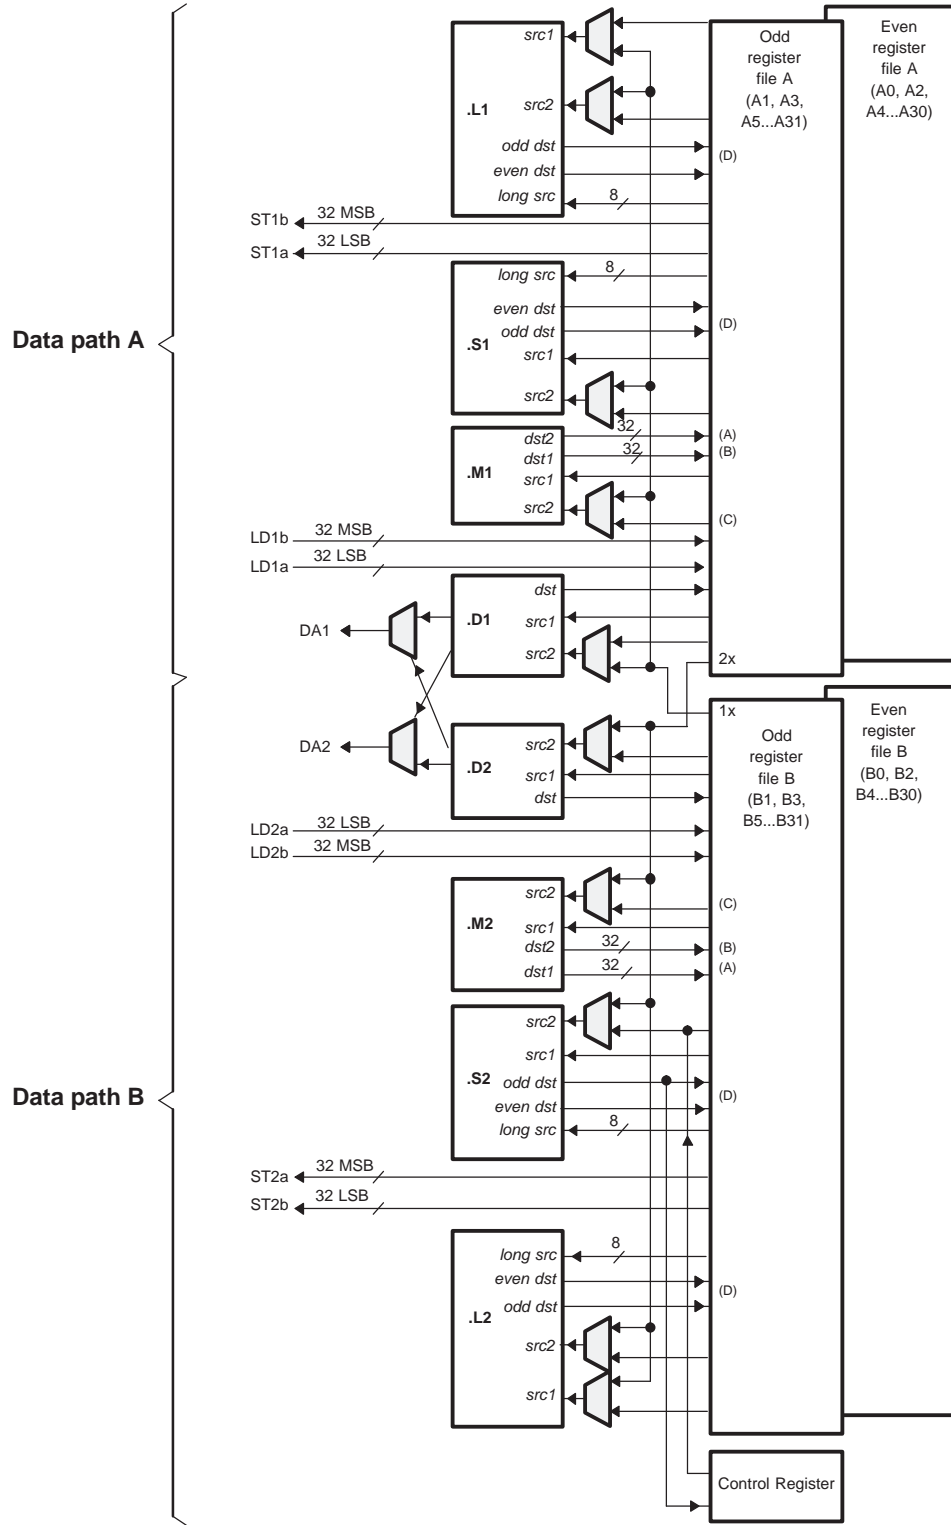 src1
src2
.L1
odd dst
even dst
long src
8
Odd
register
file A
(A1, A3,
A5...A31)
(D)
Even
register
file A
(A0, A2,
A4...A30)
ST1b
32 MSB
ST1a
32 LSB
Data path A
long src
8
even dst
odd dst
.S1
src1
src2
(D)
dst2
32
(A)
dst1
32
(B)
.M1
src1
src2
(C)
LD1b
32 MSB
LD1a
32 LSB
dst
.D1
src1
src2
DA1
2x
1x
DA2
src2
.D2
src1
dst
Odd
register
file B
(B1, B3,
B5...B31)
Even
register
file B
(B0, B2,
B4...B30)
LD2a
32 LSB
LD2b
32 MSB
src2
(C)
.M2
src1
dst2
32
(B)
dst1
32
(A)
src2
src1
.S2
odd dst
even dst
long src
8
(D)
Data path B
ST2a
32 MSB
ST2b
32 LSB
long src
8
even dst
odd dst
(D)
.L2
src2
src1
Control Register